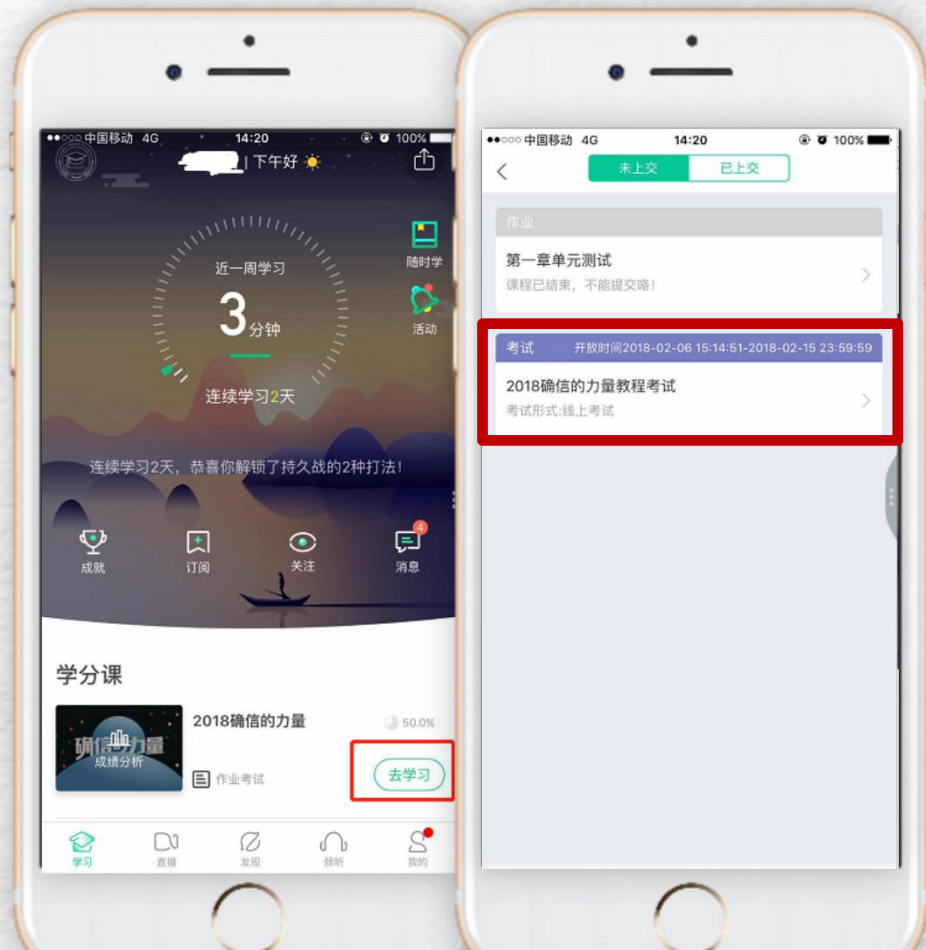 中国移动 4G 14:20 100%
下午好
随时学
近一周学习
3分钟
活动
连续学习2天
连续学习2天，恭喜你解锁了持久战的2种打法！
成就 订阅 关注 消息
4
学分课
2018确信的力量 50.0%
确信的力量
成绩分析
作业考试 去学习
学习 直播 发现 倾听 我的
中国移动 4G 14:20 100%
未上交 已上交
作业
第一章单元测试
课程已结束，不能提交咯！
考试 开放时间2018-02-06 15:14:51-2018-02-15 23:59:59
2018确信的力量教程考试
考试形式:线上考试